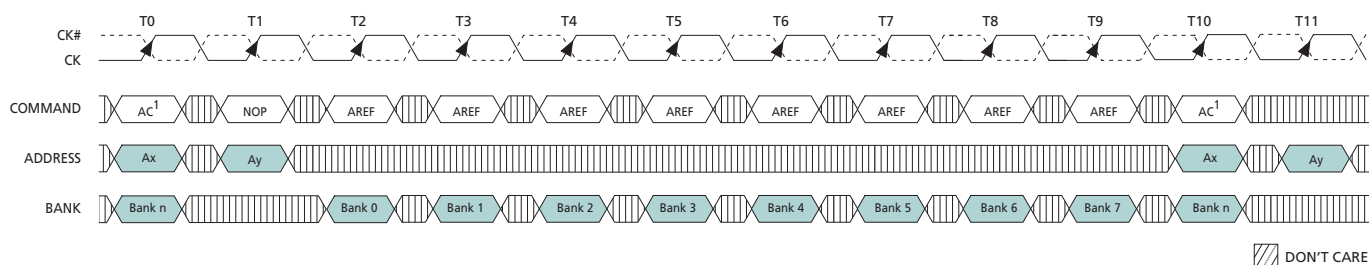 T0 T1 T2 T3 T4 T5 T6 T7 T8 T9 T10 T11
CK#
CK
COMMAND AC1 NOP AREF AREF AREF AREF AREF AREF AREF AREF AC1
ADDRESS Ax Ay Ax Ay
BANK Bank n Bank 0 Bank 1 Bank 2 Bank 3 Bank 4 Bank 5 Bank 6 Bank 7 Bank n
DON'T CARE